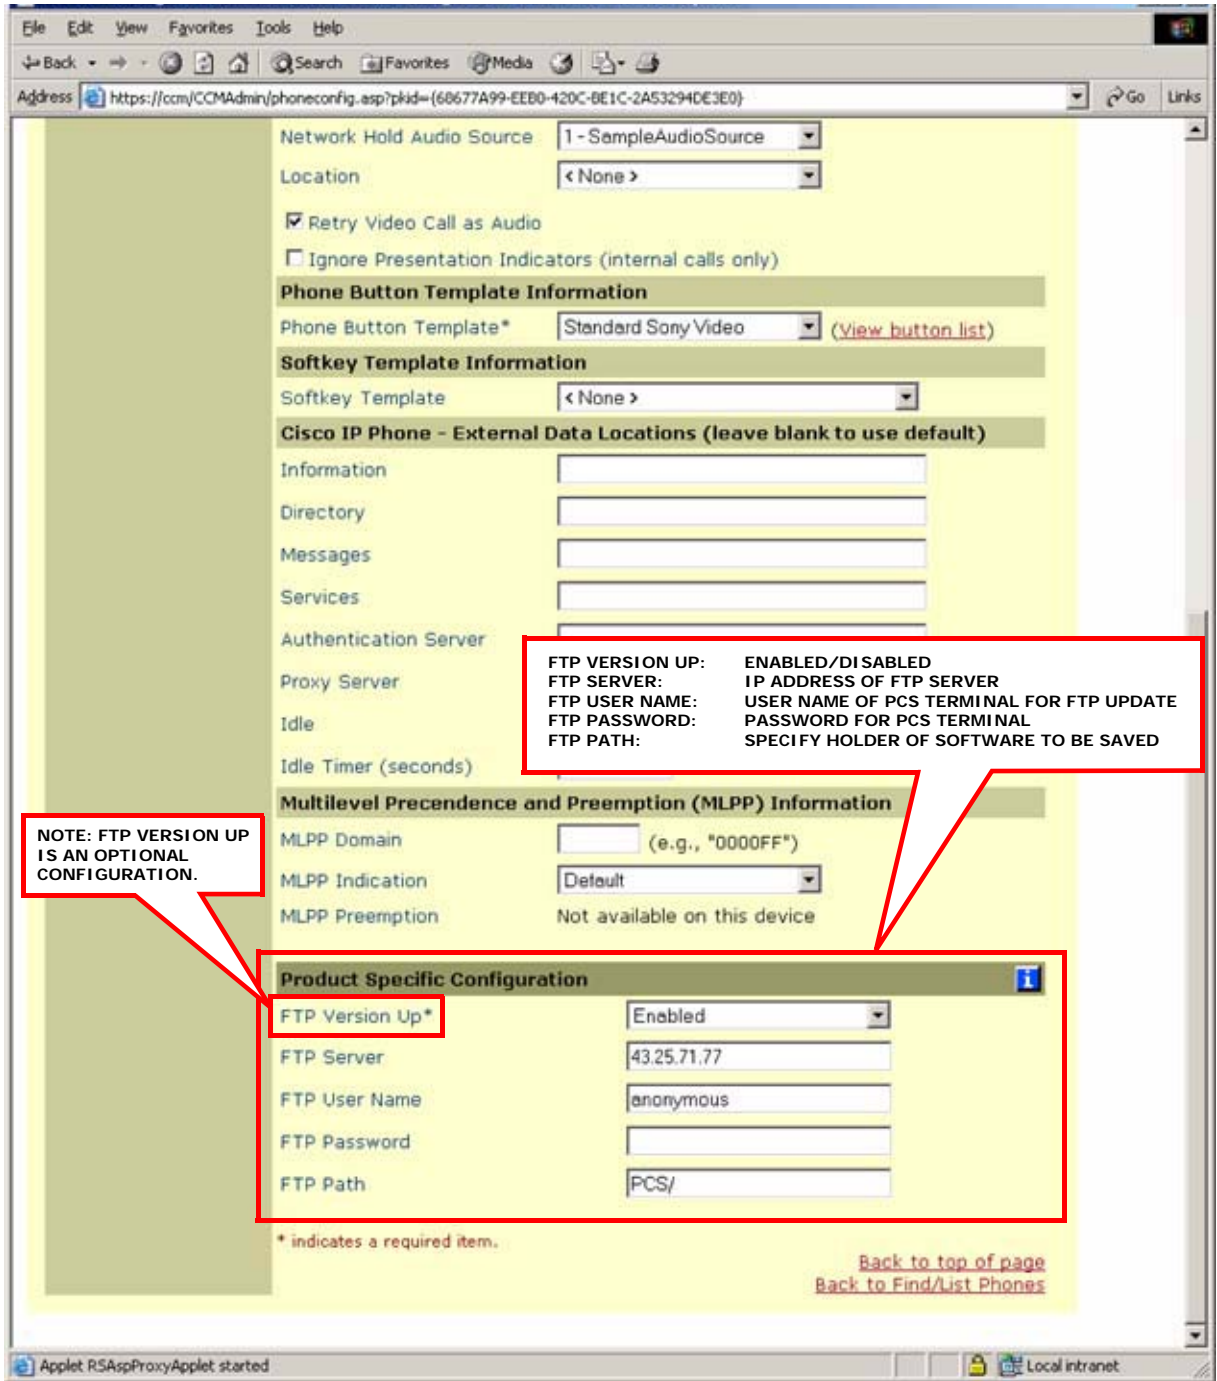 File Edit View Favorites Tools Help
Back Search Favorites Media
Address https://ccm/CCMAdmin/phoneconfig.asp?pkid={68677A99-EEB0-420C-BE1C-2A53294DE3E0} Go Links
Network Hold Audio Source 1 - SampleAudioSource
Location < None >
Retry Video Call as Audio
Ignore Presentation Indicators (internal calls only)
Phone Button Template Information
Phone Button Template* Standard Sony Video (View button list)
Softkey Template Information
Softkey Template < None >
Cisco IP Phone - External Data Locations (leave blank to use default)
Information
Directory
Messages
Services
Authentication Server
Proxy Server
Idle
Idle Timer (seconds)
FTP VERSION UP: ENABLED/DISABLED
FTP SERVER: IP ADDRESS OF FTP SERVER
FTP USER NAME: USER NAME OF PCS TERMINAL FOR FTP UPDATE
FTP PASSWORD: PASSWORD FOR PCS TERMINAL
FTP PATH: SPECIFY HOLDER OF SOFTWARE TO BE SAVED
Multilevel Precendence and Preemption (MLPP) Information
MLPP Domain (e.g., "0000FF")
MLPP Indication Default
MLPP Preemption Not available on this device
NOTE: FTP VERSION UP
IS AN OPTIONAL
CONFIGURATION.
Product Specific Configuration i
FTP Version Up* Enabled
FTP Server 43.25.71.77
FTP User Name anonymous
FTP Password
FTP Path PCS/
* indicates a required item.
Back to top of page
Back to Find/List Phones
Applet RSAspProxyApplet started Local intranet